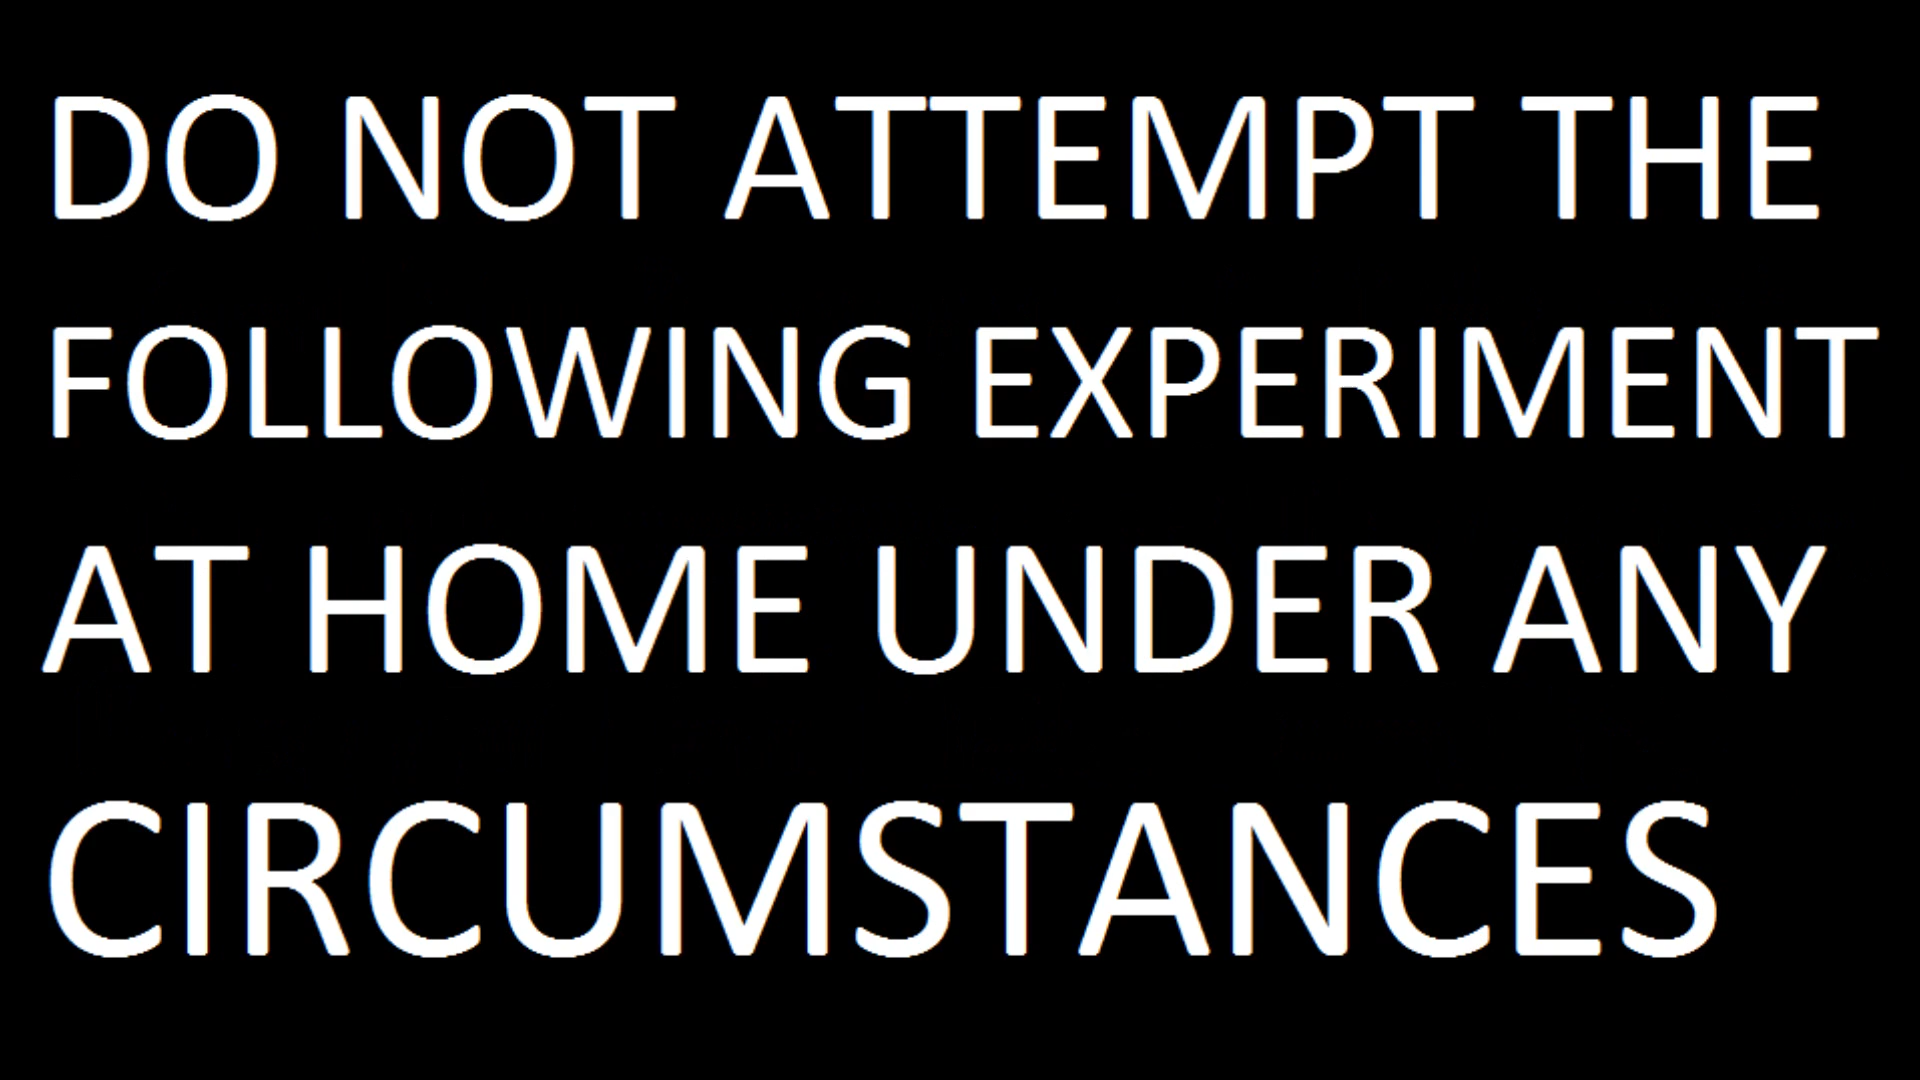 DO NOT ATTEMPT THE
FOLLOWING EXPERIMENT
AT HOME UNDER ANY
CIRCUMSTANCES